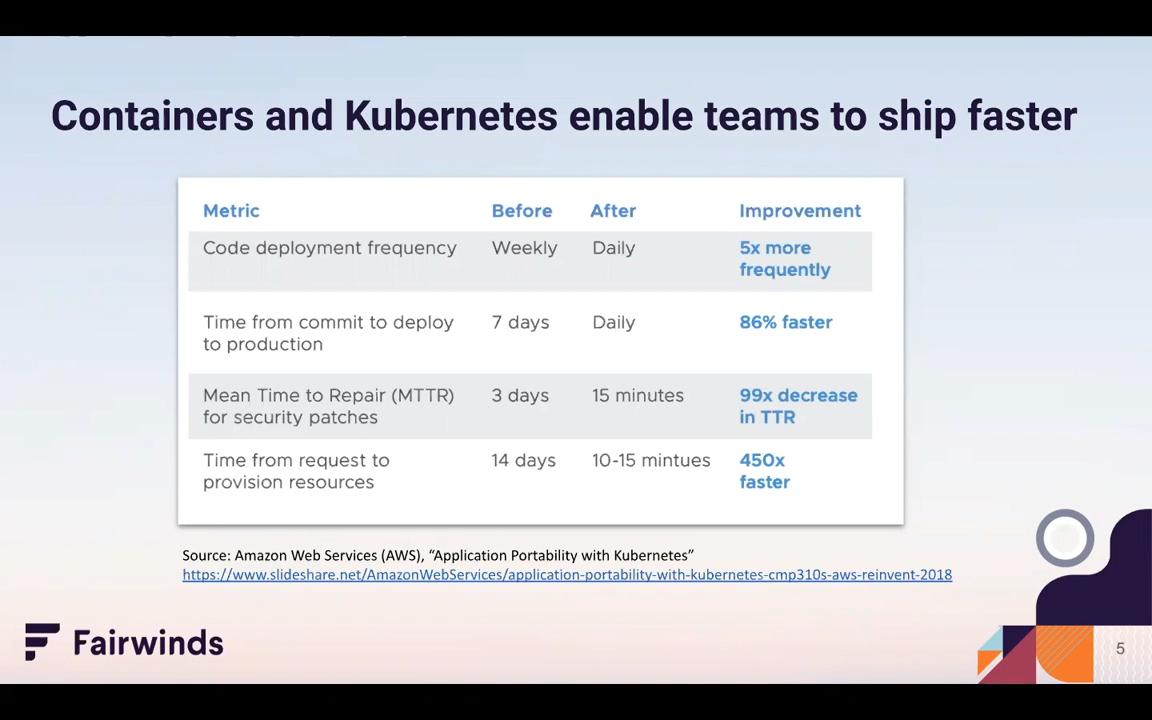 Containers and Kubernetes enable teams to ship faster
Metric Before After Improvement
Code deployment frequency Weekly Daily 5x more
frequently
Time from commit to deploy 7 days Daily 86% faster
to production
Mean Time to Repair (MTTR) 3 days 15 minutes 99x decrease
for security patches in TTR
Time from request to 14 days 10-15 mintues 450x
provision resources faster
Source: Amazon Web Services (AWS), “Application Portability with Kubernetes”
https://www.slideshare.net/AmazonWebServices/application-portability-with-kubernetes-cmp310s-aws-reinvent-2018
Fairwinds
5